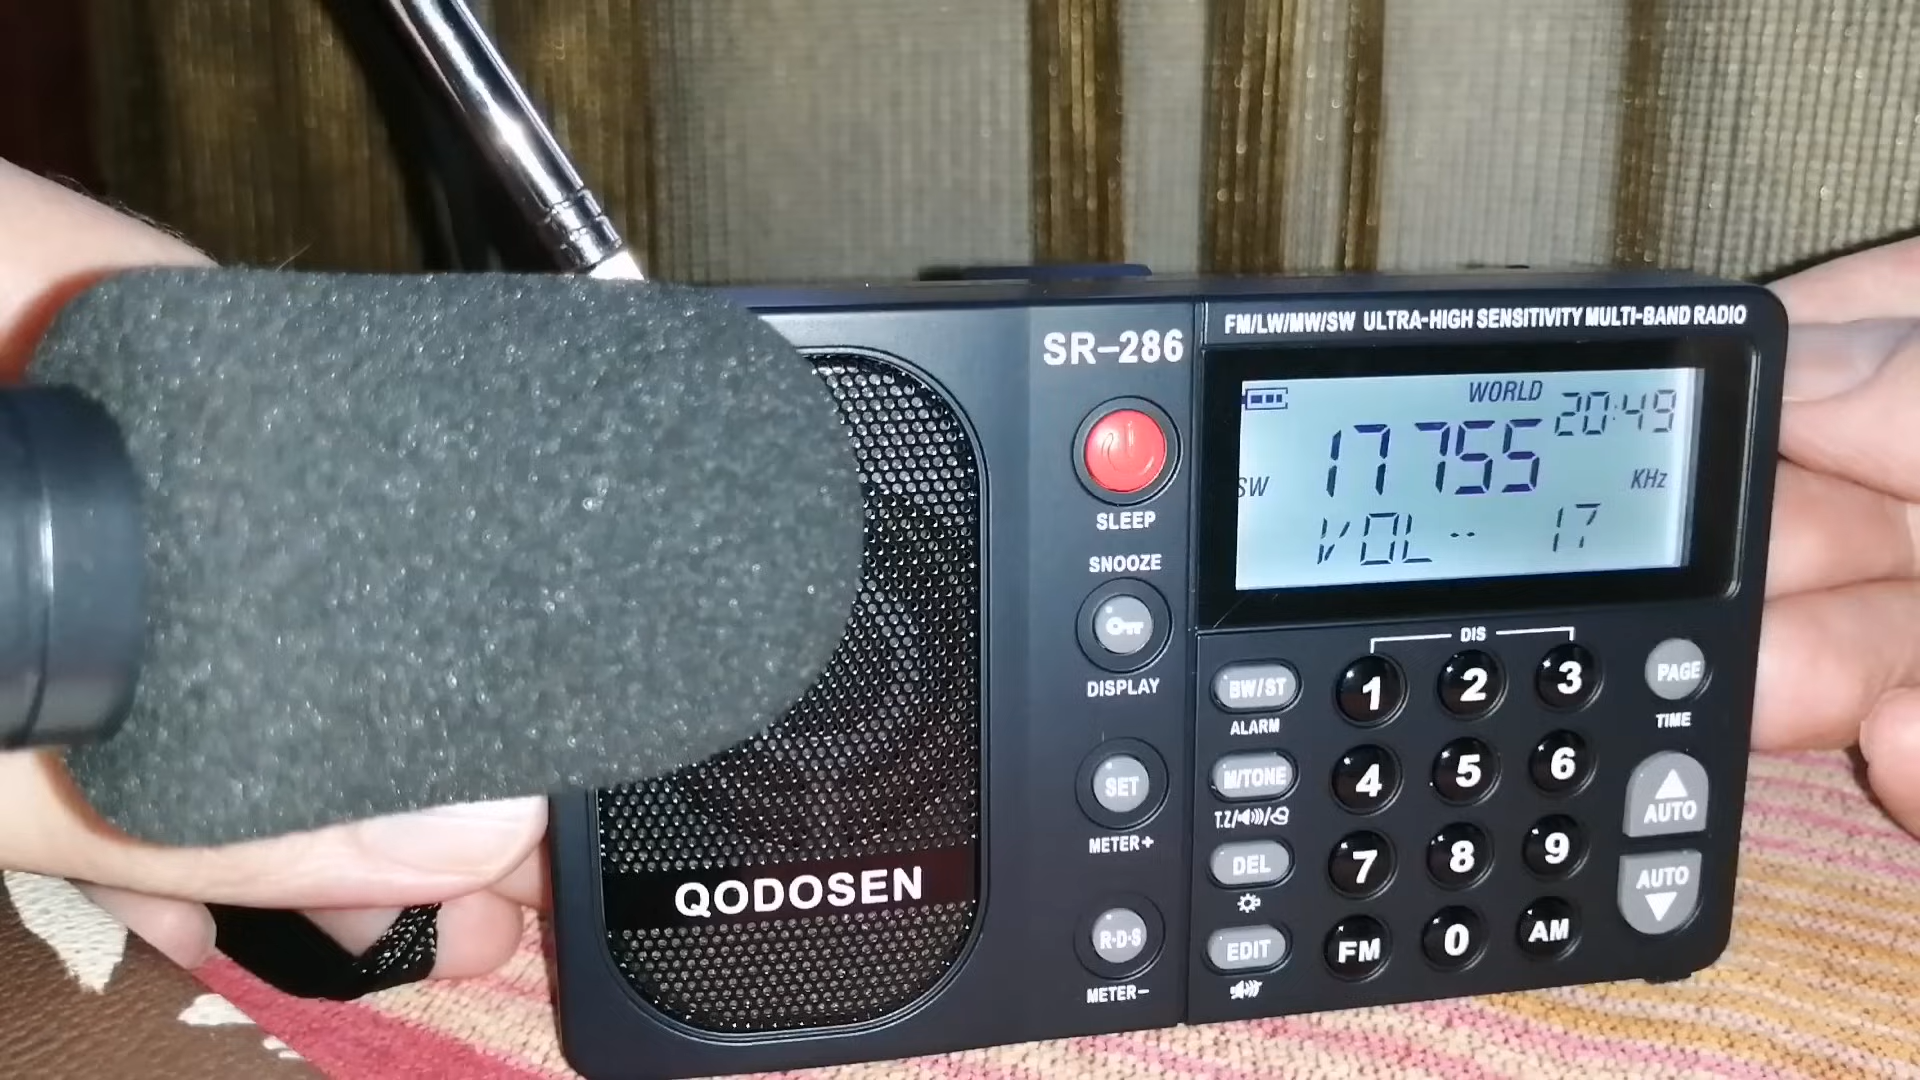 SR-286
SLEEP
SNOOZE
DISPLAY
SET
METER+
R·D·S
METER-
QODOSEN
FM/LW/MW/SW ULTRA-HIGH SENSITIVITY MULTI-BAND RADIO
WORLD
20:49
SW
17755
KHz
VOL-- 17
DIS
BW/ST
1
2
3
PAGE
ALARM
TIME
M/TONE
4
5
6
AUTO
T.Z/
DEL
7
8
9
AUTO
EDIT
FM
0
AM